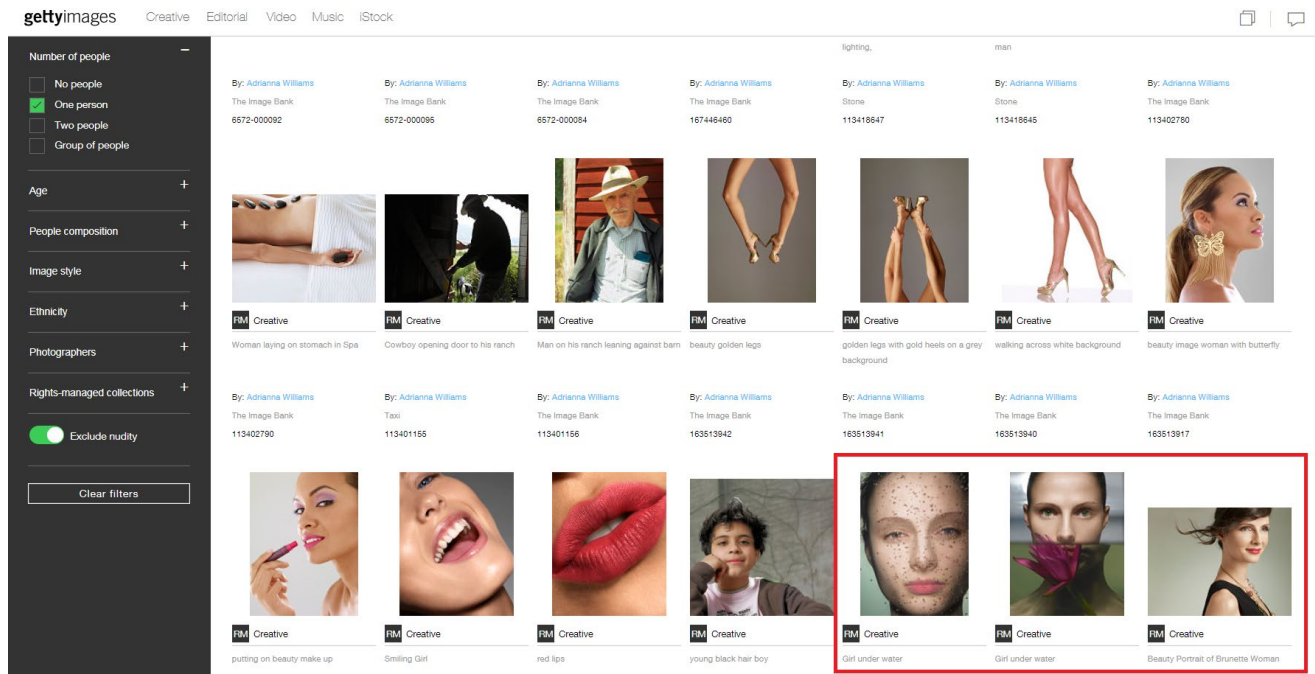 gettyimages Creative Editorial Video Music iStock
Number of people
No people
One person
Two people
Group of people
Age
People composition
Image style
Ethnicity
Photographers
Rights-managed collections
Exclude nudity
Clear filters
lighting, man
By: Adrianna Williams By: Adrianna Williams By: Adrianna Williams By: Adrianna Williams By: Adrianna Williams By: Adrianna Williams By: Adrianna Williams
The Image Bank The Image Bank The Image Bank The Image Bank Stone Stone The Image Bank
6572-000092 6572-000095 6572-000084 167446460 113418647 113418645 113402780
RM Creative RM Creative RM Creative RM Creative RM Creative RM Creative RM Creative
Woman laying on stomach in Spa Cowboy opening door to his ranch Man on his ranch leaning against barn beauty golden legs golden legs with gold heels on a grey walking across white background beauty image woman with butterfly
background
By: Adrianna Williams By: Adrianna Williams By: Adrianna Williams By: Adrianna Williams By: Adrianna Williams By: Adrianna Williams By: Adrianna Williams
The Image Bank Taxi The Image Bank The Image Bank The Image Bank The Image Bank The Image Bank
113402790 113401155 113401156 163513942 163513941 163513940 163513917
RM Creative RM Creative RM Creative RM Creative RM Creative RM Creative RM Creative
putting on beauty make up Smiling Girl red lips young black hair boy Girl under water Girl under water Beauty Portrait of Brunette Woman